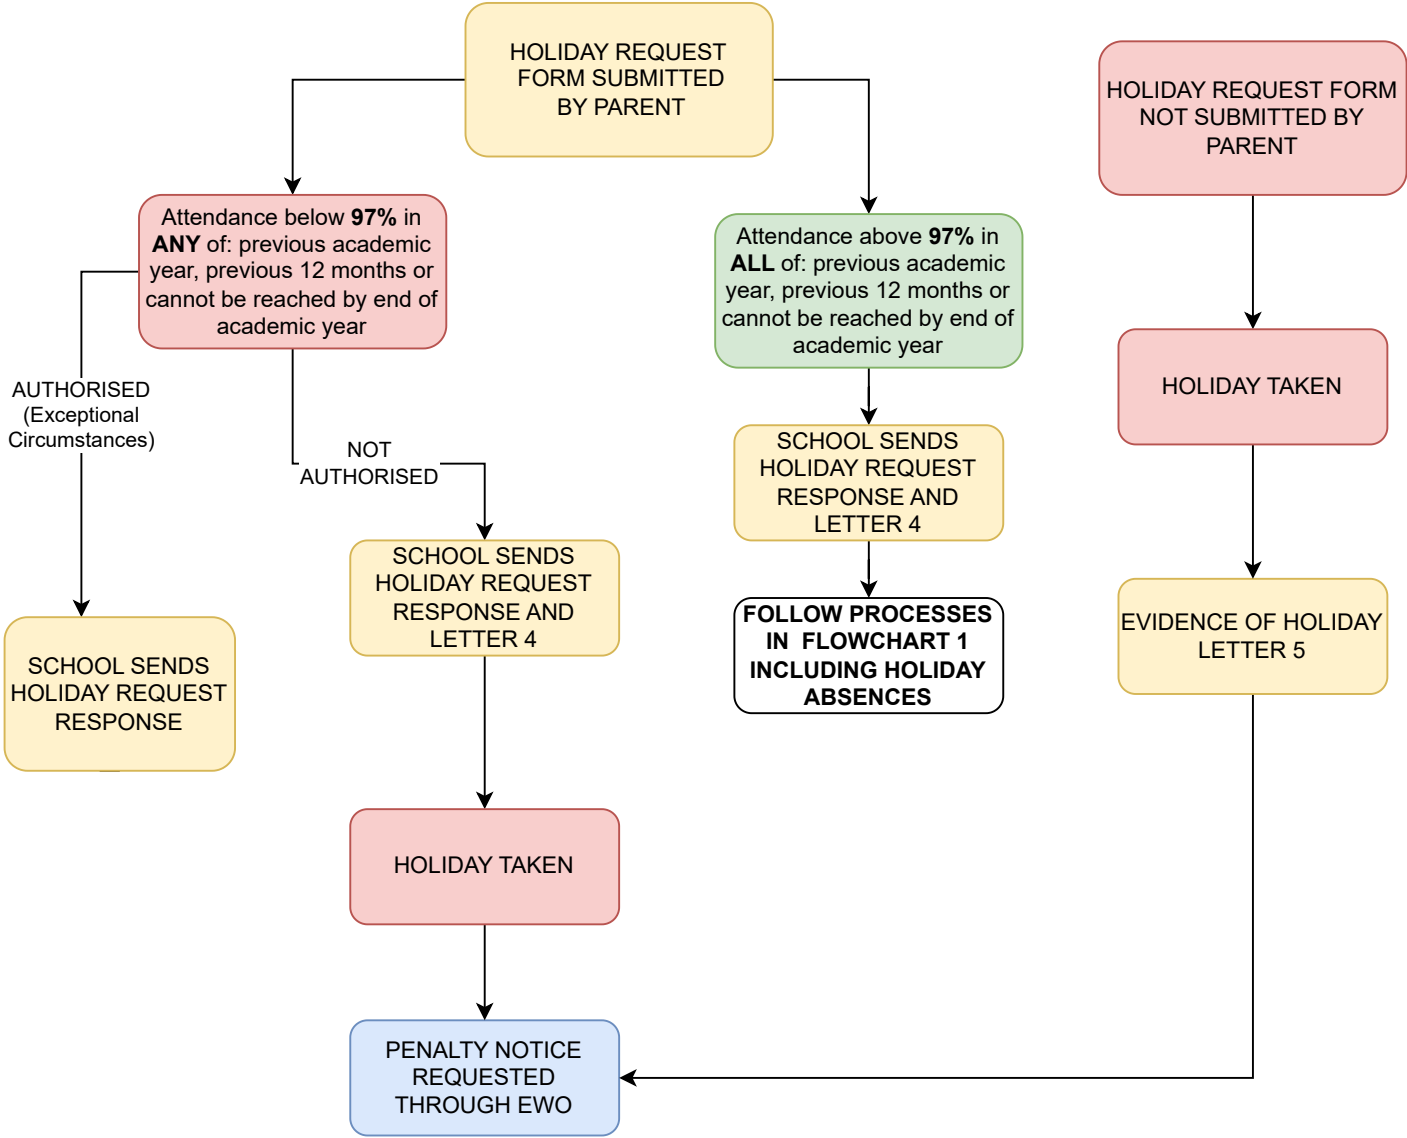 HOLIDAY REQUEST
FORM SUBMITTED
BY PARENT
HOLIDAY REQUEST FORM
NOT SUBMITTED BY
PARENT
Attendance below 97% in
ANY of: previous academic
year, previous 12 months or
cannot be reached by end of
academic year
Attendance above 97% in
ALL of: previous academic
year, previous 12 months or
cannot be reached by end of
academic year
HOLIDAY TAKEN
AUTHORISED
(Exceptional
Circumstances)
NOT
AUTHORISED
SCHOOL SENDS
HOLIDAY REQUEST
RESPONSE AND
LETTER 4
SCHOOL SENDS
HOLIDAY REQUEST
RESPONSE AND
LETTER 4
FOLLOW PROCESSES
IN FLOWCHART 1
INCLUDING HOLIDAY
ABSENCES
EVIDENCE OF HOLIDAY
LETTER 5
SCHOOL SENDS
HOLIDAY REQUEST
RESPONSE
HOLIDAY TAKEN
PENALTY NOTICE
REQUESTED
THROUGH EWO